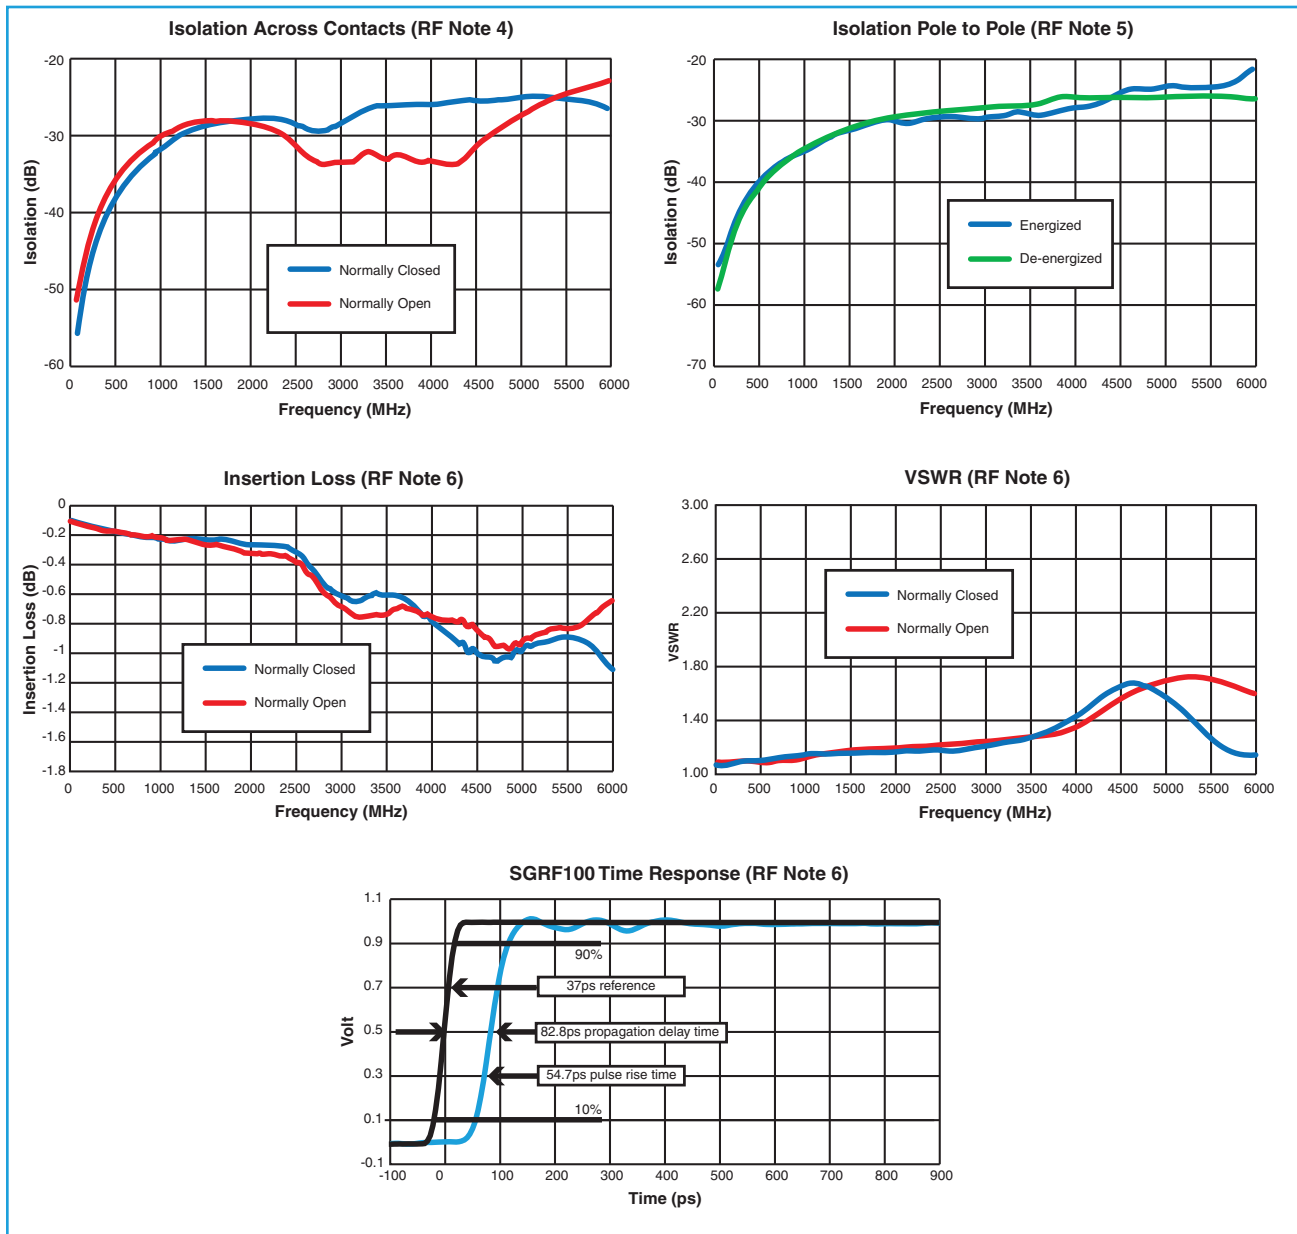 Isolation Across Contacts (RF Note 4)
-20
-30
-40
-50
-60
Isolation (dB)
Normally Closed
Normally Open
0 500 1000 1500 2000 2500 3000 3500 4000 4500 5000 5500 6000
Frequency (MHz)
Isolation Pole to Pole (RF Note 5)
-20
-30
-40
-50
-60
-70
Isolation (dB)
Energized
De-energized
0 500 1000 1500 2000 2500 3000 3500 4000 4500 5000 5500 6000
Frequency (MHz)
Insertion Loss (RF Note 6)
0
-0.2
-0.4
-0.6
-0.8
-1
-1.2
-1.4
-1.6
-1.8
Insertion Loss (dB)
Normally Closed
Normally Open
0 500 1000 1500 2000 2500 3000 3500 4000 4500 5000 5500 6000
Frequency (MHz)
VSWR (RF Note 6)
3.00
2.60
2.20
1.80
1.40
1.00
VSWR
Normally Closed
Normally Open
0 500 1000 1500 2000 2500 3000 3500 4000 4500 5000 5500 6000
Frequency (MHz)
SGRF100 Time Response (RF Note 6)
1.1
0.9
0.7
0.5
0.3
0.1
-0.1
Volt
90%
37ps reference
82.8ps propagation delay time
54.7ps pulse rise time
10%
-100 0 100 200 300 400 500 600 700 800 900
Time (ps)